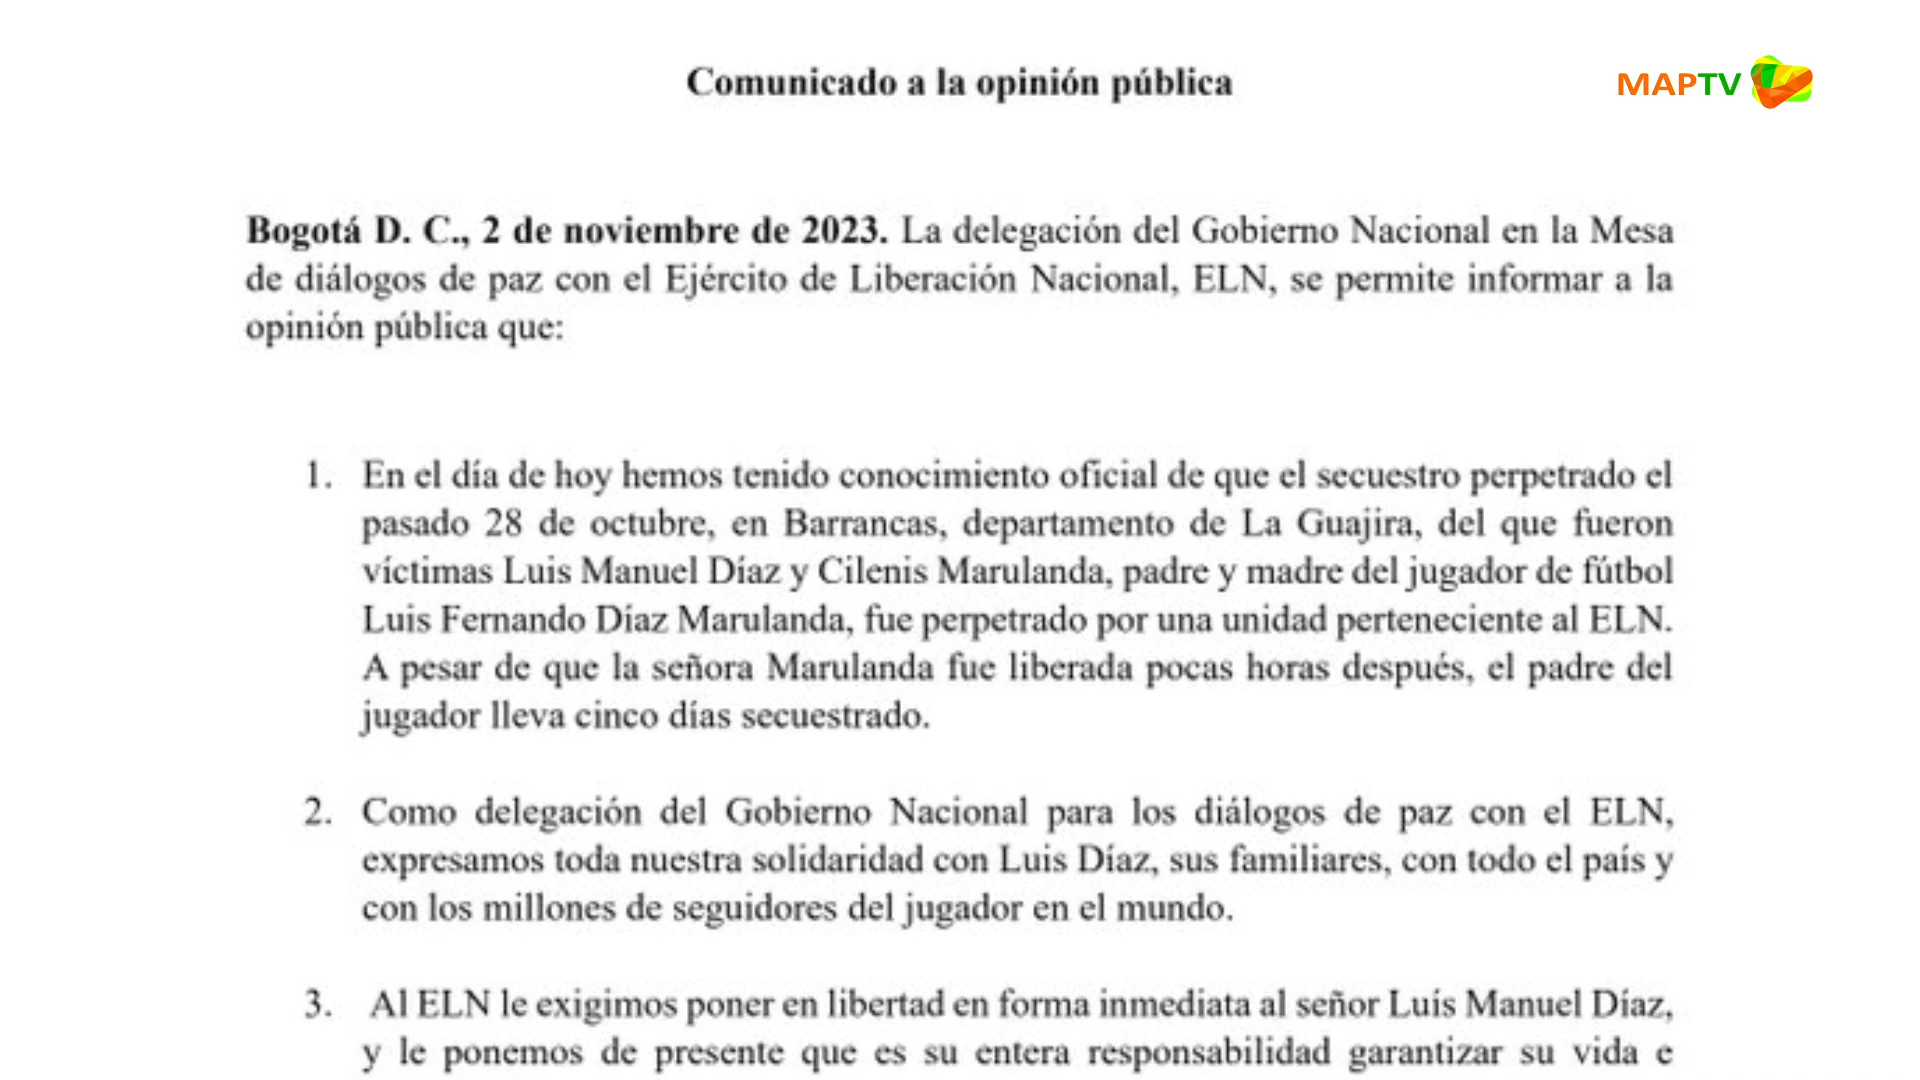 Comunicado a la opinión pública
MAPTV
Bogotá D. C., 2 de noviembre de 2023. La delegación del Gobierno Nacional en la Mesa
de diálogos de paz con el Ejército de Liberación Nacional, ELN, se permite informar a la
opinión pública que:
1. En el día de hoy hemos tenido conocimiento oficial de que el secuestro perpetrado el
pasado 28 de octubre, en Barrancas, departamento de La Guajira, del que fueron
víctimas Luis Manuel Díaz y Cilenis Marulanda, padre y madre del jugador de fútbol
Luis Fernando Díaz Marulanda, fue perpetrado por una unidad perteneciente al ELN.
A pesar de que la señora Marulanda fue liberada pocas horas después, el padre del
jugador lleva cinco días secuestrado.
2. Como delegación del Gobierno Nacional para los diálogos de paz con el ELN,
expresamos toda nuestra solidaridad con Luis Díaz, sus familiares, con todo el país y
con los millones de seguidores del jugador en el mundo.
3. Al ELN le exigimos poner en libertad en forma inmediata al señor Luís Manuel Díaz,
y le ponemos de presente que es su entera responsabilidad garantizar su vida e